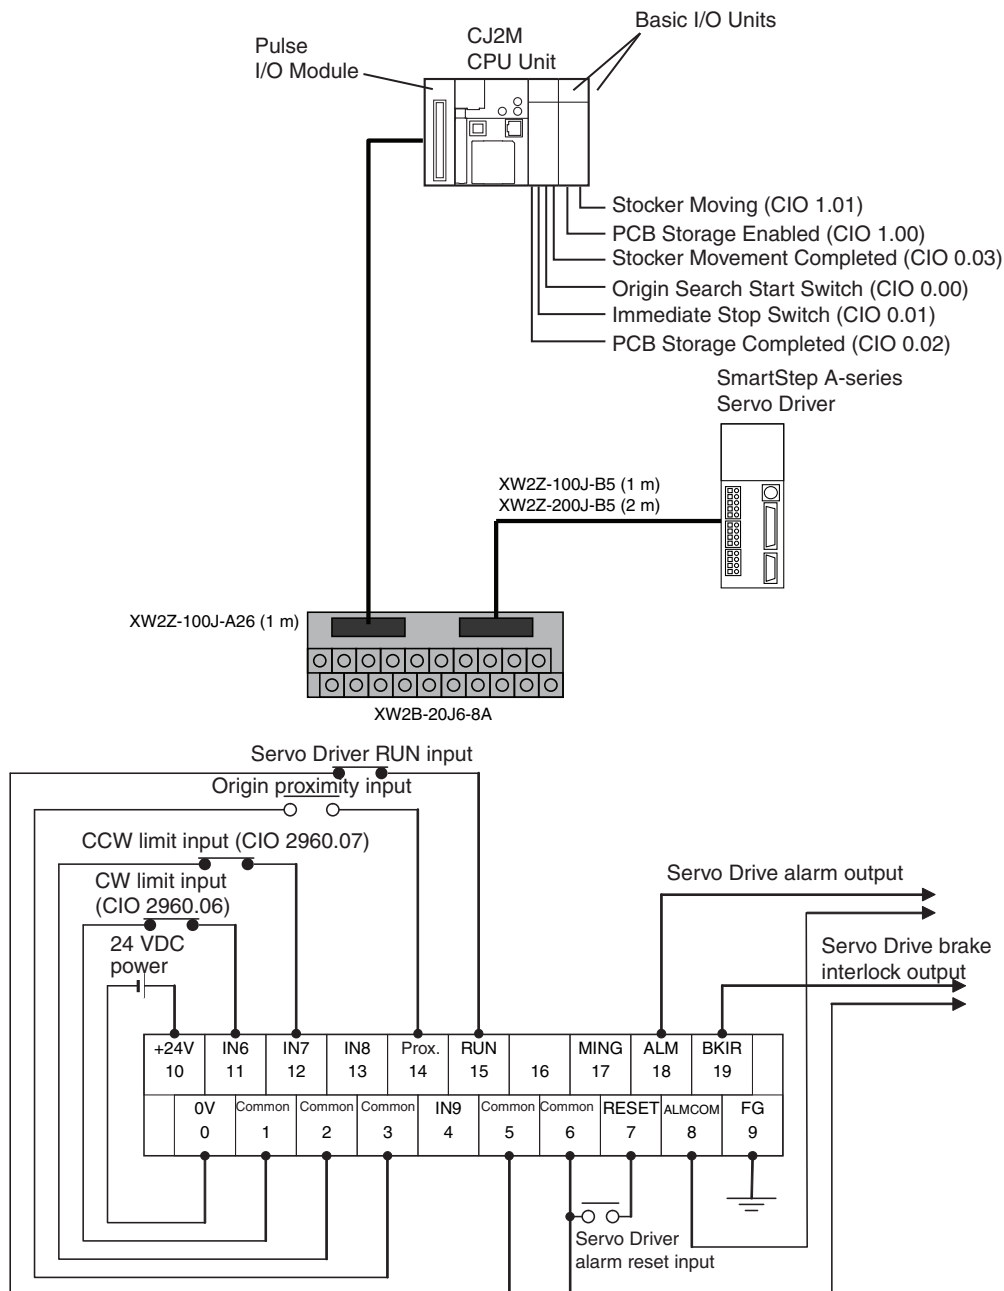 Basic I/O Units
CJ2M
CPU Unit
Pulse
I/O Module
Stocker Moving (CIO 1.01)
PCB Storage Enabled (CIO 1.00)
Stocker Movement Completed (CIO 0.03)
Origin Search Start Switch (CIO 0.00)
Immediate Stop Switch (CIO 0.01)
PCB Storage Completed (CIO 0.02)
SmartStep A-series
Servo Driver
XW2Z-100J-B5 (1 m)
XW2Z-200J-B5 (2 m)
XW2Z-100J-A26 (1 m)
XW2B-20J6-8A
Servo Driver RUN input
Origin proximity input
CCW limit input (CIO 2960.07)
CW limit input
(CIO 2960.06)
24 VDC
power
Servo Drive alarm output
Servo Drive brake
interlock output
+24V IN6 IN7 IN8 Prox. RUN MING ALM BKIR
10 11 12 13 14 15 16 17 18 19
0V Common Common Common IN9 Common Common RESET ALMCOM FG
0 1 2 3 4 5 6 7 8 9
Servo Driver
alarm reset input